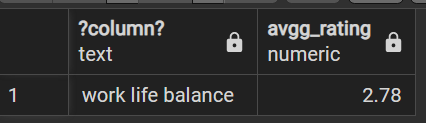 ?column? avgg_rating
text numeric
1 work life balance 2.78